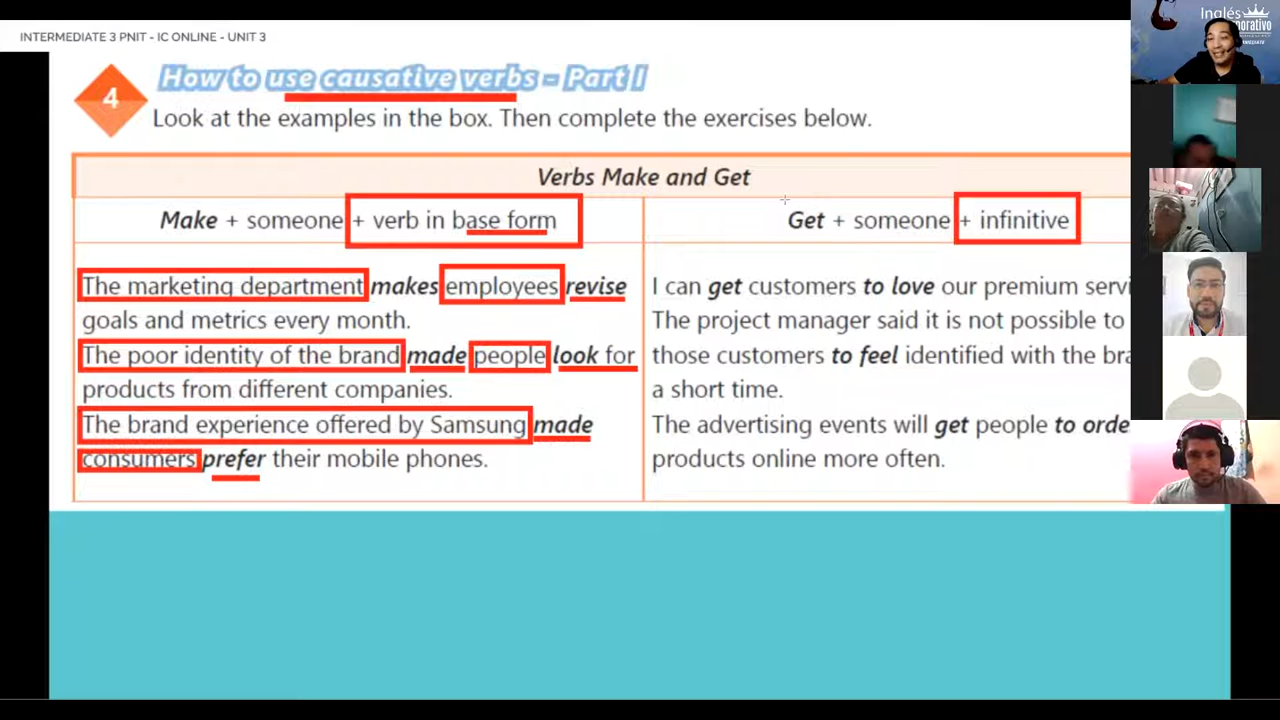 INTERMEDIATE 3 PNIT - IC ONLINE - UNIT 3
Inglés
4
How to use causative verbs - Part I
Look at the examples in the box. Then complete the exercises below.
Verbs Make and Get
Make + someone + verb in base form
Get + someone + infinitive
The marketing department makes employees revise
goals and metrics every month.
The poor identity of the brand made people look for
products from different companies.
The brand experience offered by Samsung made
consumers prefer their mobile phones.
I can get customers to love our premium servi
The project manager said it is not possible to
those customers to feel identified with the bra
a short time.
The advertising events will get people to orde
products online more often.